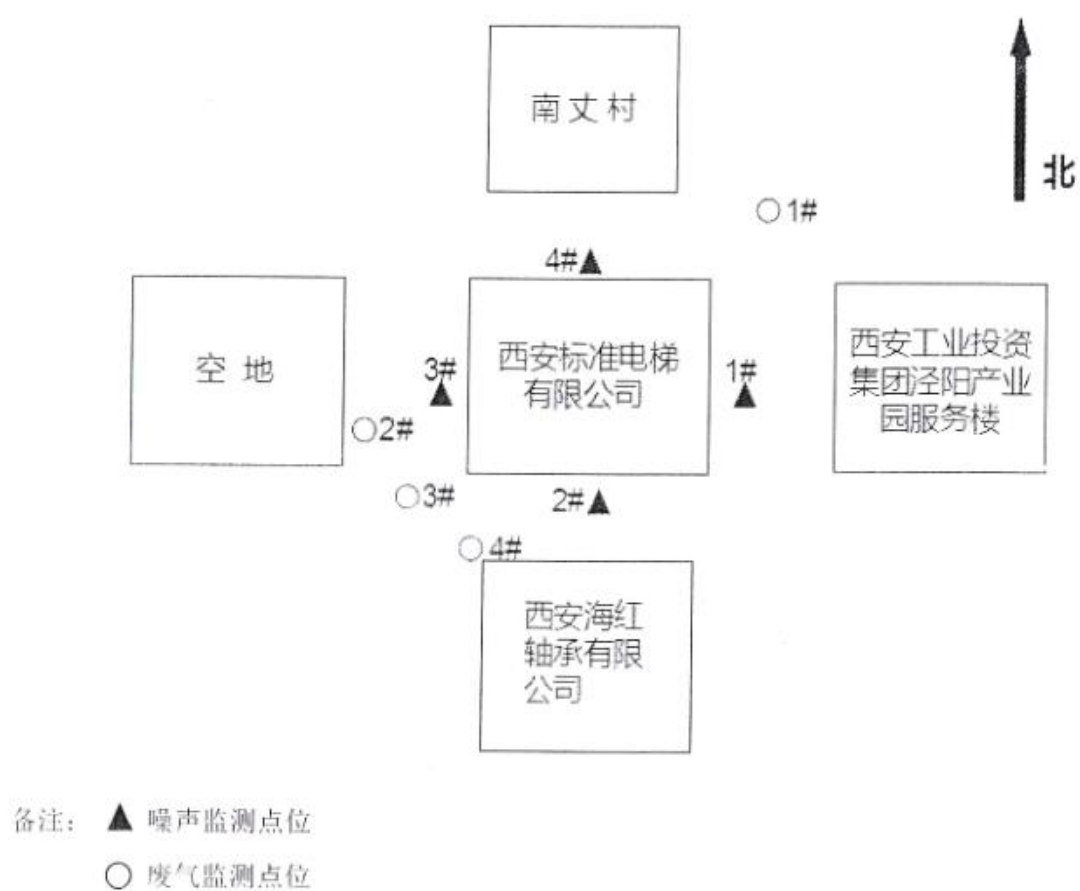 南丈村
北
○1#
4#▲
空地
西安标准电梯
有限公司
西安工业投资
集团泾阳产业
园服务楼
3#
▲
1#
▲
○2#
○3#
2#▲
○4#
西安海红
轴承有限
公司
备注：▲ 噪声监测点位
○ 废气监测点位